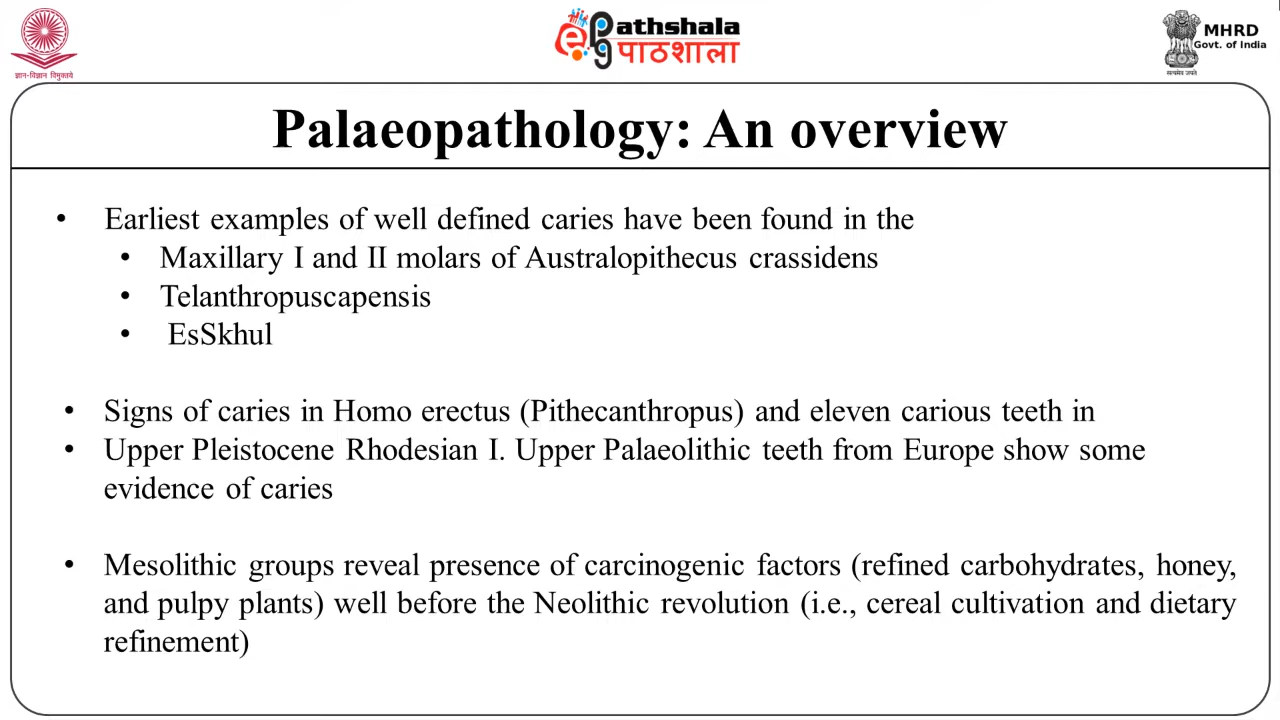 ज्ञान-विज्ञान विमुक्तये
ePathshala
पाठशाला
MHRD
Govt. of India
सत्यमेव जयते
Palaeopathology: An overview
• Earliest examples of well defined caries have been found in the
• Maxillary I and II molars of Australopithecus crassidens
• Telanthropuscapensis
• EsSkhul
• Signs of caries in Homo erectus (Pithecanthropus) and eleven carious teeth in
• Upper Pleistocene Rhodesian I. Upper Palaeolithic teeth from Europe show some
evidence of caries
• Mesolithic groups reveal presence of carcinogenic factors (refined carbohydrates, honey,
and pulpy plants) well before the Neolithic revolution (i.e., cereal cultivation and dietary
refinement)